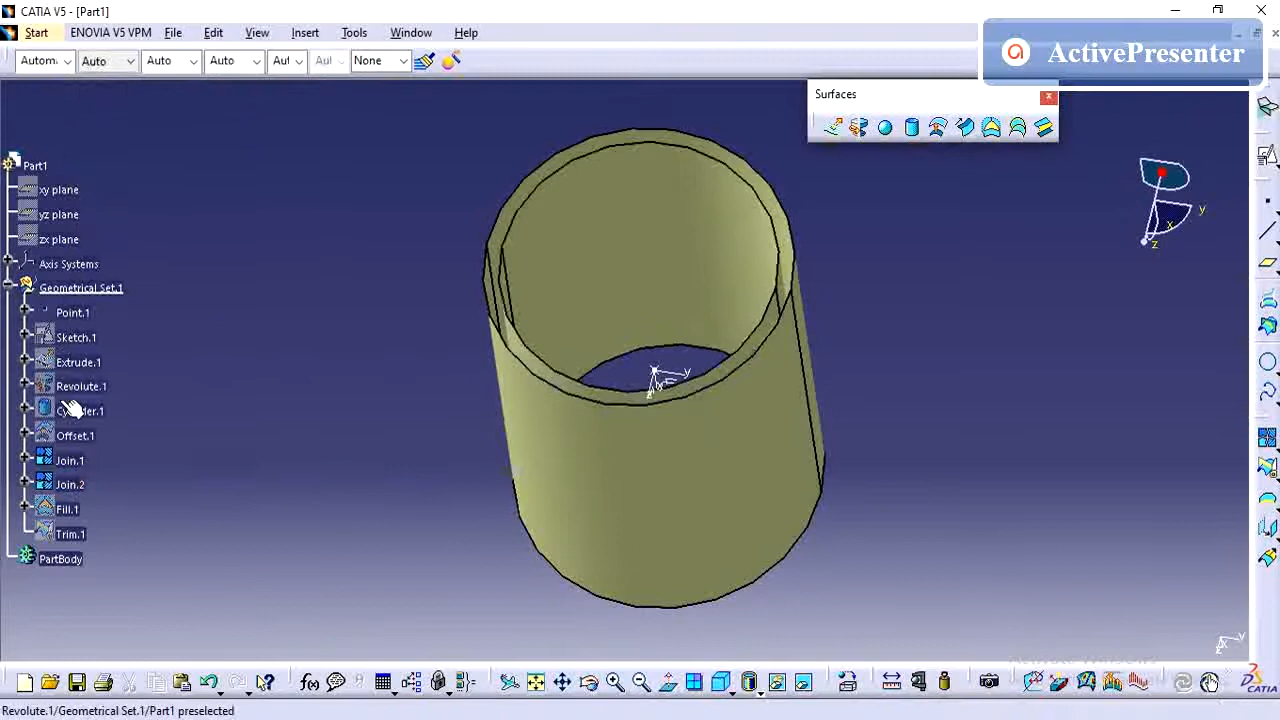 CATIA V5 - [Part1]
Start ENOVIA V5 VPM File Edit View Insert Tools Window Help
ActivePresenter
Autom Auto Auto Auto Aut Aut None
Surfaces
Part1
xy plane
yz plane
zx plane
Axis Systems
Geometrical Set.1
Point.1
Sketch.1
Extrude.1
Revolute.1
Offset.1
Join.1
Join.2
Fill.1
Trim.1
PartBody
y
x
z
y
z
f(x)
CATIA
Revolute.1/Geometrical Set.1/Part1 preselected